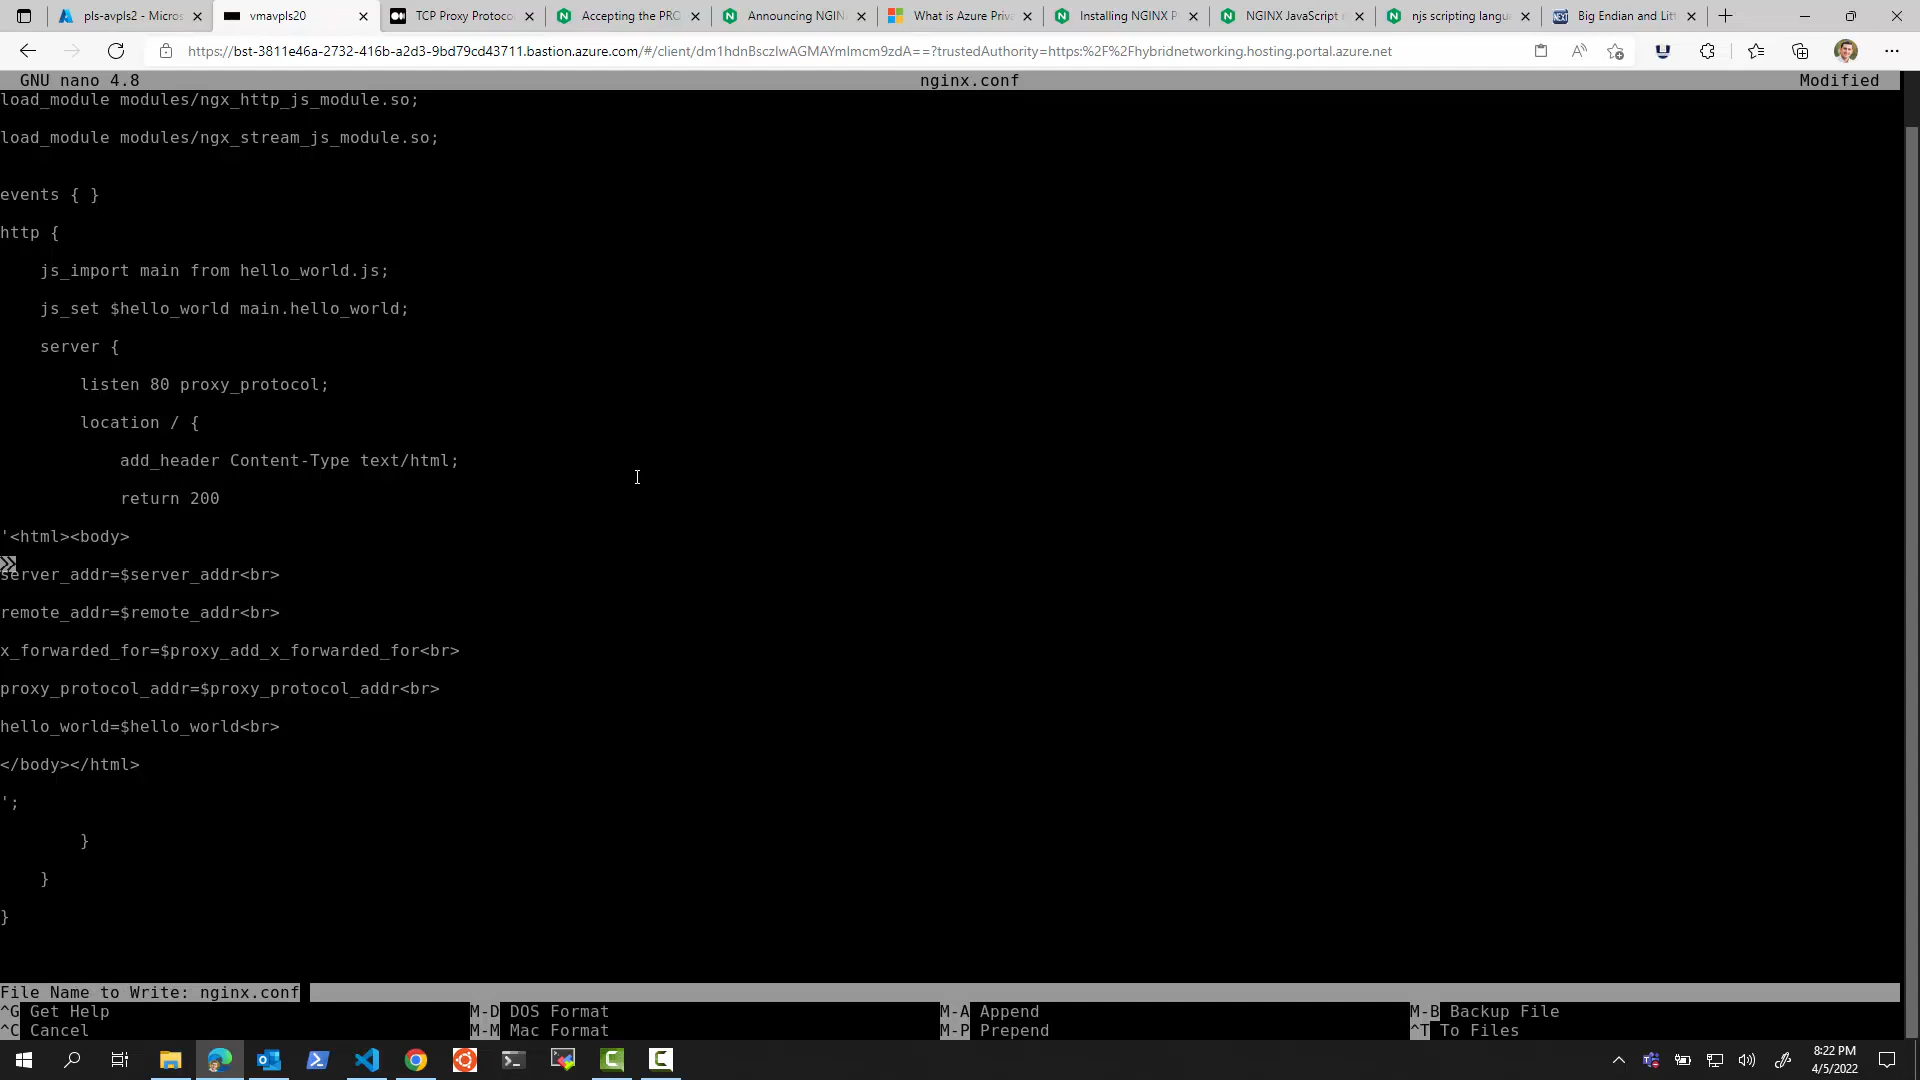 pls-avpls2 - Micros
vmavpls20
TCP Proxy Protoco
Accepting the PRO
Announcing NGIN
What is Azure Priva
Installing NGINX P
NGINX JavaScript
njs scripting langu
Big Endian and Litt
NEXT
https://bst-3811e46a-2732-416b-a2d3-9bd79cd43711.bastion.azure.com/#/client/dm1hdnBsczIwAGMAYmlmcm9zdA==?trustedAuthority=https:%2F%2Fhybridnetworking.hosting.portal.azure.net
GNU nano 4.8 nginx.conf Modified
load_module modules/ngx_http_js_module.so;
load_module modules/ngx_stream_js_module.so;
events { }
http {
js_import main from hello_world.js;
js_set $hello_world main.hello_world;
server {
listen 80 proxy_protocol;
location / {
add_header Content-Type text/html;
return 200
'<html><body>
server_addr=$server_addr<br>
remote_addr=$remote_addr<br>
x_forwarded_for=$proxy_add_x_forwarded_for<br>
proxy_protocol_addr=$proxy_protocol_addr<br>
hello_world=$hello_world<br>
</body></html>
';
}
}
}
File Name to Write: nginx.conf
^G Get Help M-D DOS Format M-A Append M-B Backup File
^C Cancel M-M Mac Format M-P Prepend ^T To Files
8:22 PM
4/5/2022